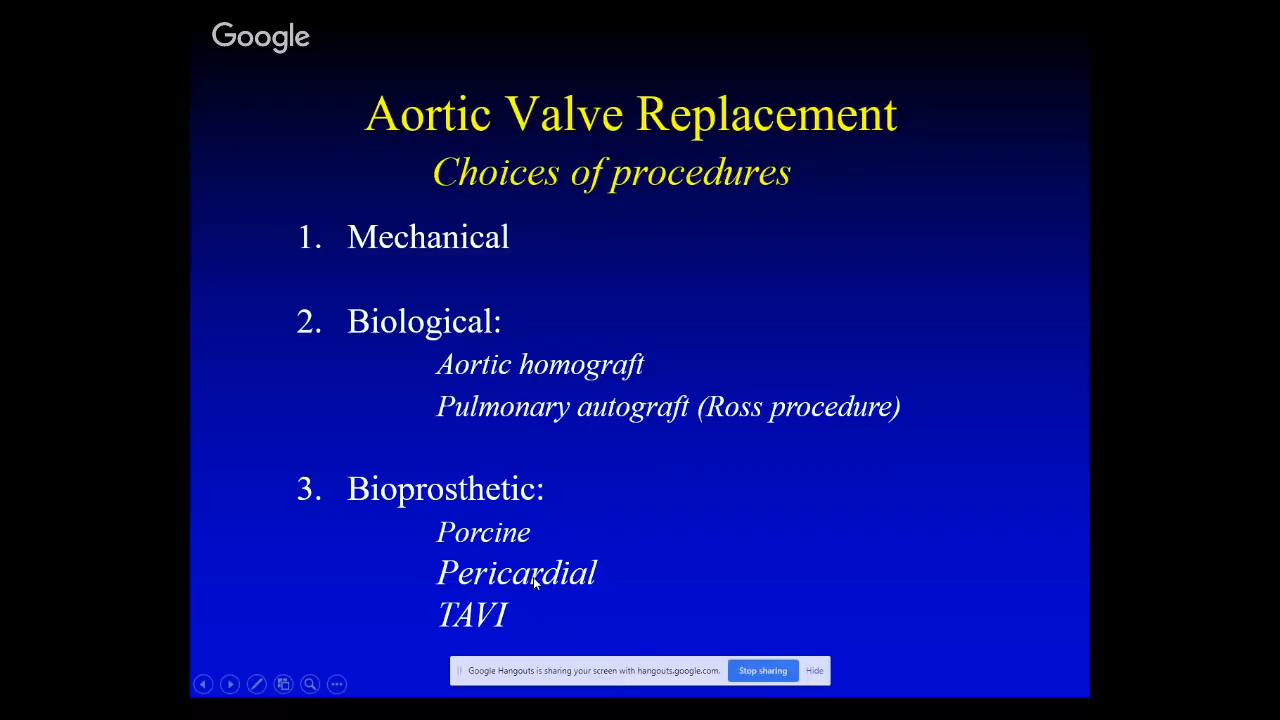 Google
Aortic Valve Replacement
Choices of procedures
1. Mechanical
2. Biological:
Aortic homograft
Pulmonary autograft (Ross procedure)
3. Bioprosthetic:
Porcine
Pericardial
TAVI
Google Hangouts is sharing your screen with hangouts.google.com. Stop sharing Hide